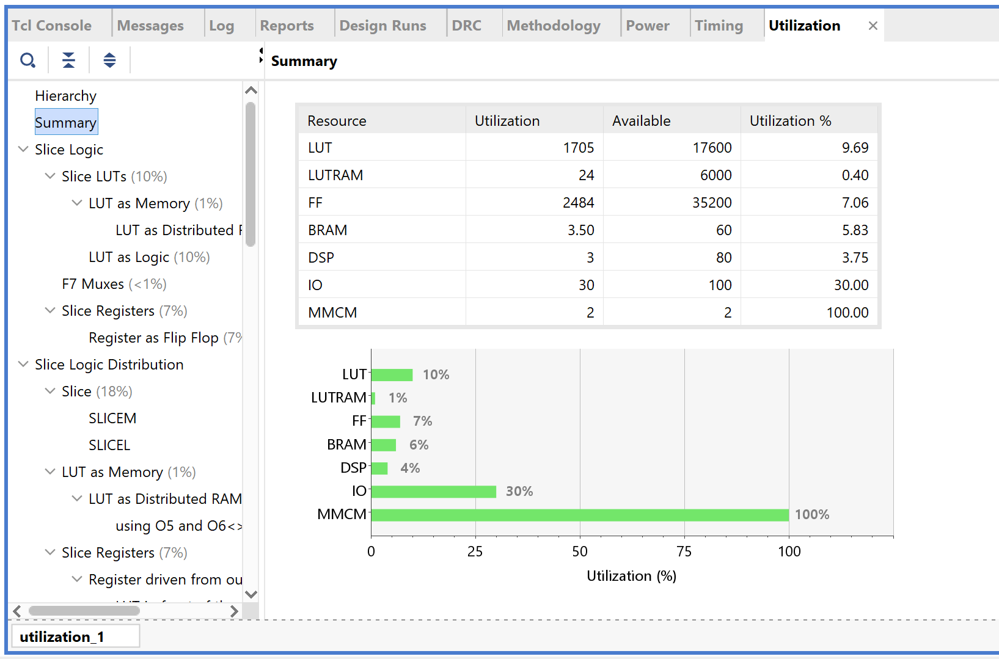 Tcl Console Messages Log Reports Design Runs DRC Methodology Power Timing Utilization
Summary
Hierarchy
Summary
Slice Logic
Slice LUTs (10%)
LUT as Memory (1%)
LUT as Distributed
LUT as Logic (10%)
F7 Muxes (<1%)
Slice Registers (7%)
Register as Flip Flop (7%
Slice Logic Distribution
Slice (18%)
SLICEM
SLICEL
LUT as Memory (1%)
LUT as Distributed RAM
using O5 and O6<>
Slice Registers (7%)
Register driven from ou
utilization_1
Resource Utilization Available Utilization %
LUT 1705 17600 9.69
LUTRAM 24 6000 0.40
FF 2484 35200 7.06
BRAM 3.50 60 5.83
DSP 3 80 3.75
IO 30 100 30.00
MMCM 2 2 100.00
LUT 10%
LUTRAM 1%
FF 7%
BRAM 6%
DSP 4%
IO 30%
MMCM 100%
0 25 50 75 100
Utilization (%)